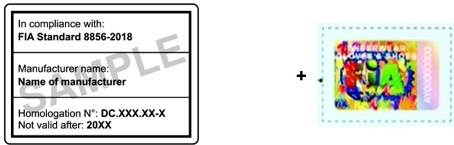 In compliance with:
FIA Standard 8856-2018
Manufacturer name:
Name of manufacturer
Homologation N°: DC.XXX.XX-X
Not valid after: 20XX
SAMPLE
+
UNDERWEAR
GLOVES & SHOES
FIA
AY0000000